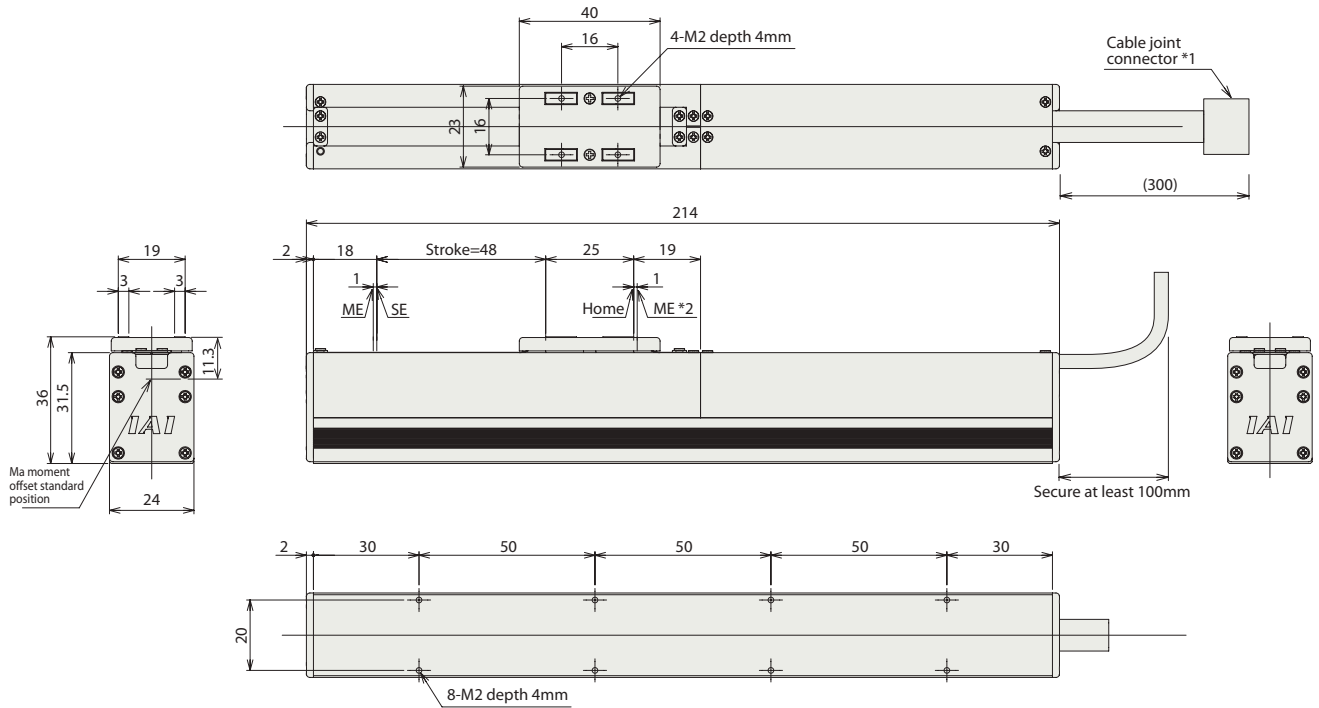 40
16
4-M2 depth 4mm
Cable joint
connector *1
23
16
(300)
214
2
18
Stroke=48
25
19
1
1
ME
SE
Home
ME *2
19
3
3
36
31.5
11.3
IAI
Ma moment
offset standard
position
24
IAI
Secure at least 100mm
2
30
50
50
50
30
20
8-M2 depth 4mm